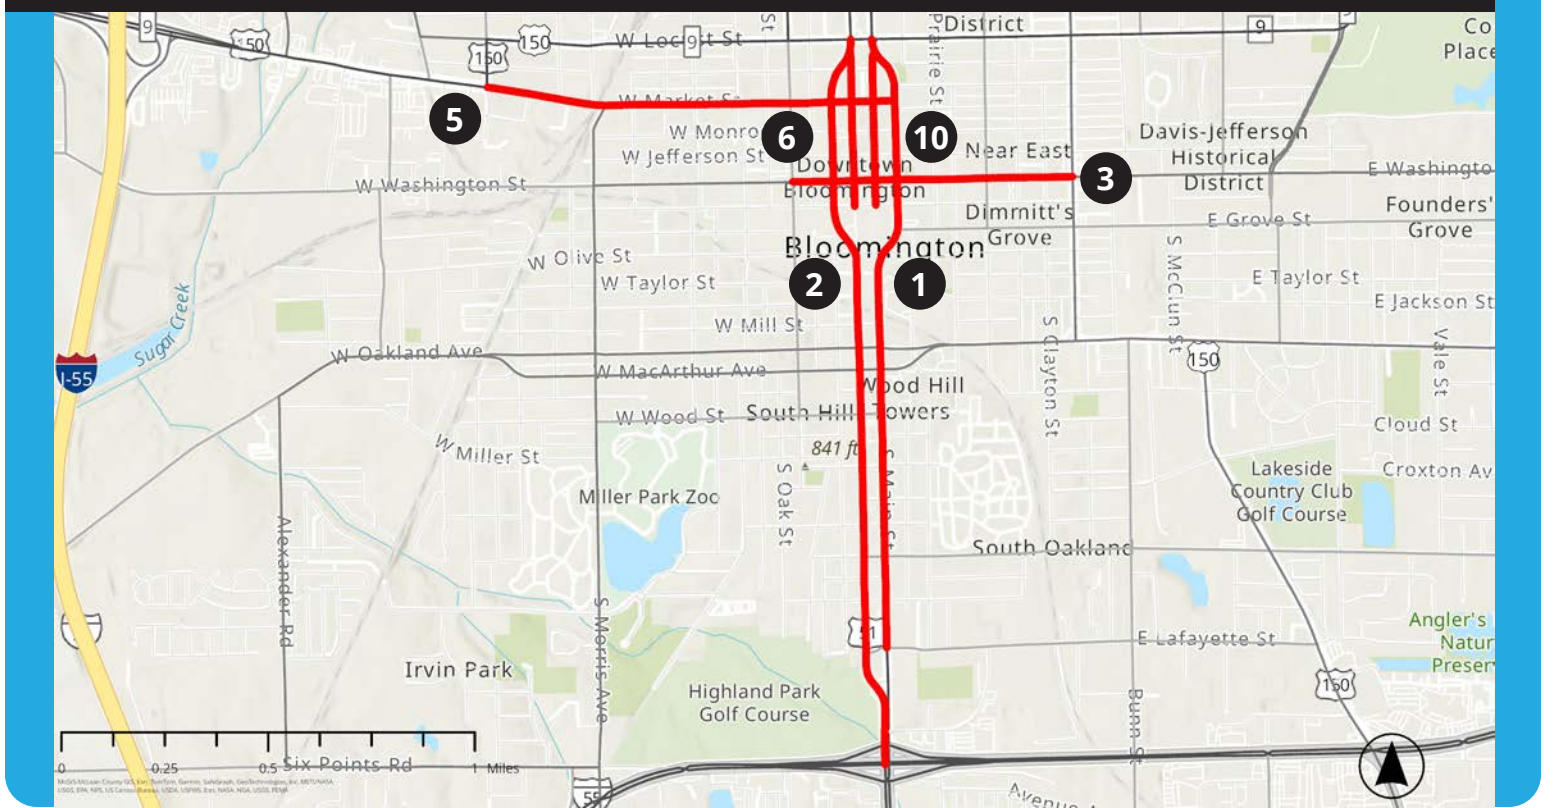 9
150
150
150
W Locust St
9
St
Prairie St
District
9
Co
Place
5
W Market St
W Monro
W Jefferson St
6
10
Near East
Davis-Jefferson
Historical
District
Downtown
Bloomington
W Washington St
3
E Washingto
Dimmitt's
Grove
E Grove St
Founders'
Grove
Bloomington
W Olive St
W Taylor St
2
1
S McClun St
E Taylor St
E Jackson St
Sugar Creek
W Mill St
S Clayton St
Vale St
I-55
W Oakland Ave
W MacArthur Ave
150
Wood Hill
Towers
W Wood St
South Hill
Cloud St
W Miller St
841 ft
S Oak St
S Main St
Lakeside
Country Club
Golf Course
Croxton Av
Miller Park Zoo
Alexander Rd
South Oakland
S Morris Ave
51
E Lafayette St
Angler's
Natur
Preserv
Irvin Park
Highland Park
Golf Course
150
Bunn St
0
0.25
0.5
1 Miles
Six Points Rd
55
Avenue